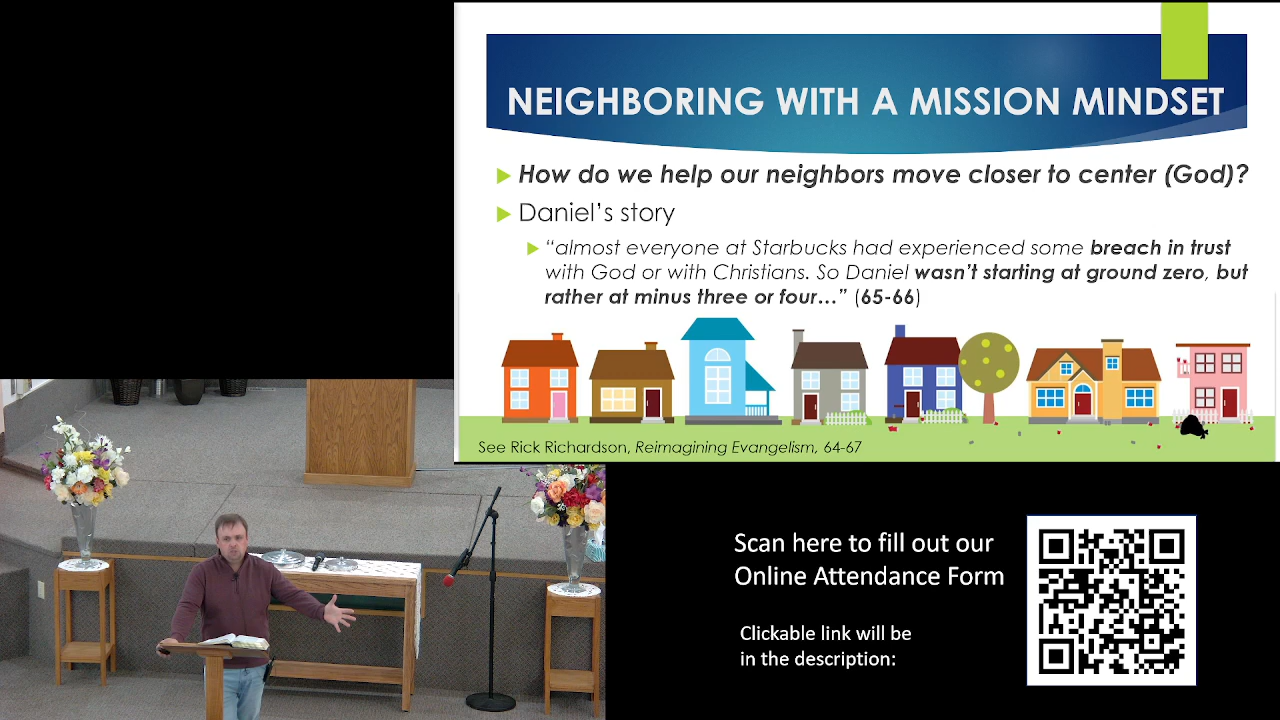 NEIGHBORING WITH A MISSION MINDSET
How do we help our neighbors move closer to center (God)?
Daniel's story
“almost everyone at Starbucks had experienced some breach in trust
with God or with Christians. So Daniel wasn't starting at ground zero, but
rather at minus three or four…” (65-66)
See Rick Richardson, Reimagining Evangelism, 64-67
Scan here to fill out our
Online Attendance Form
Clickable link will be
in the description: